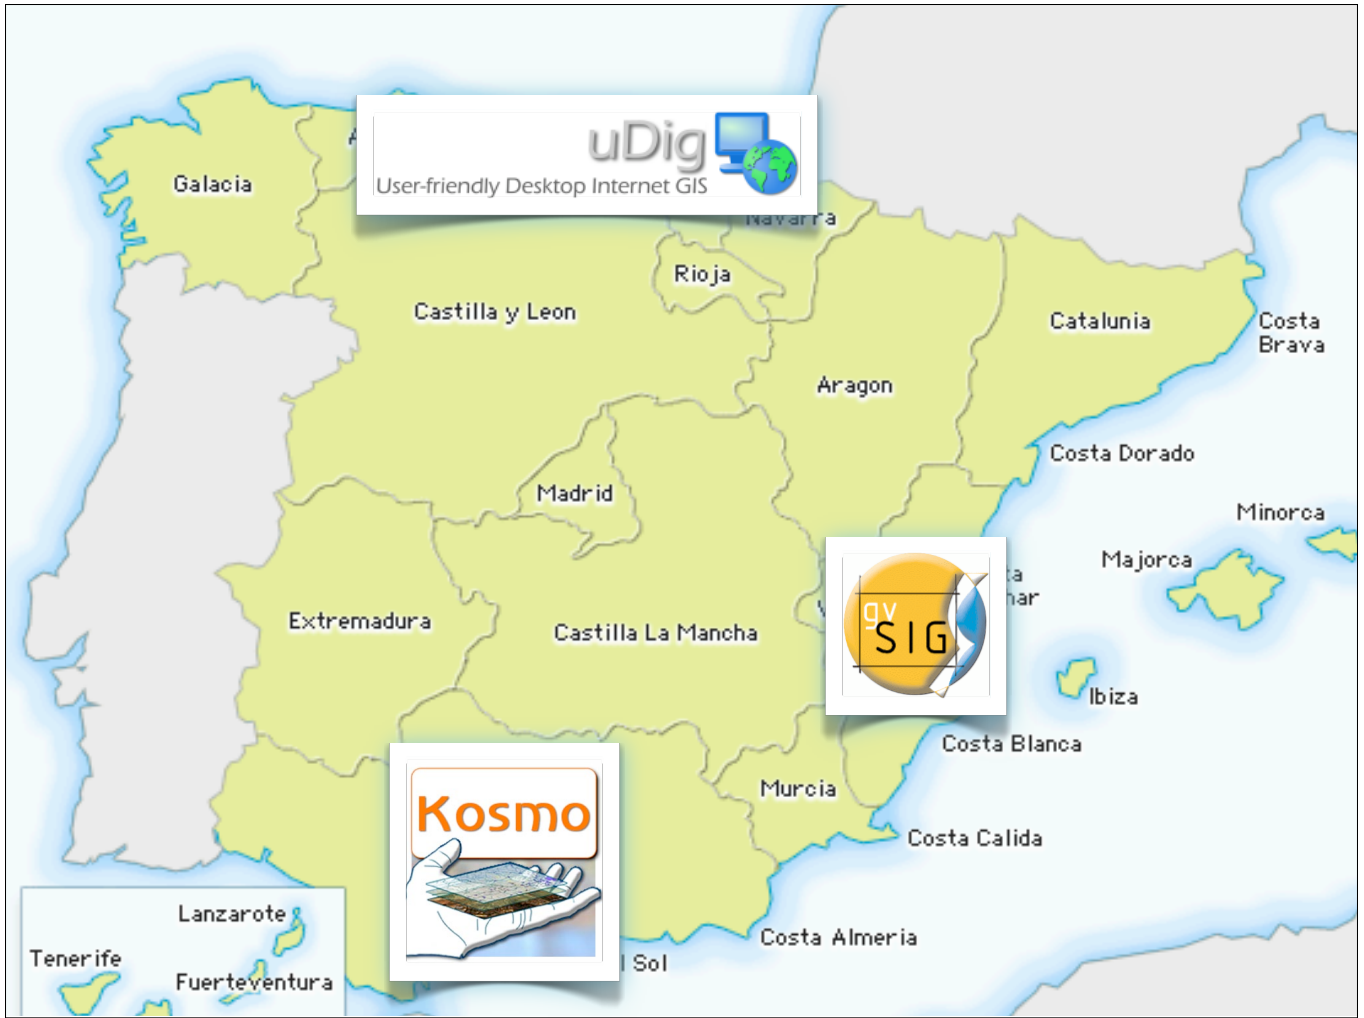 uDig
User-friendly Desktop Internet GIS
Galacia
Navarra
Rioja
Castilla y Leon
Catalunia
Costa
Brava
Aragon
Costa Dorado
Madrid
Minorca
Majorca
gv
SIG
Extremadura
Castilla La Mancha
Ibiza
Costa Blanca
Murcia
Kosmo
Costa Calida
Lanzarote
Costa Almeria
Tenerife
Sol
Fuerteventura